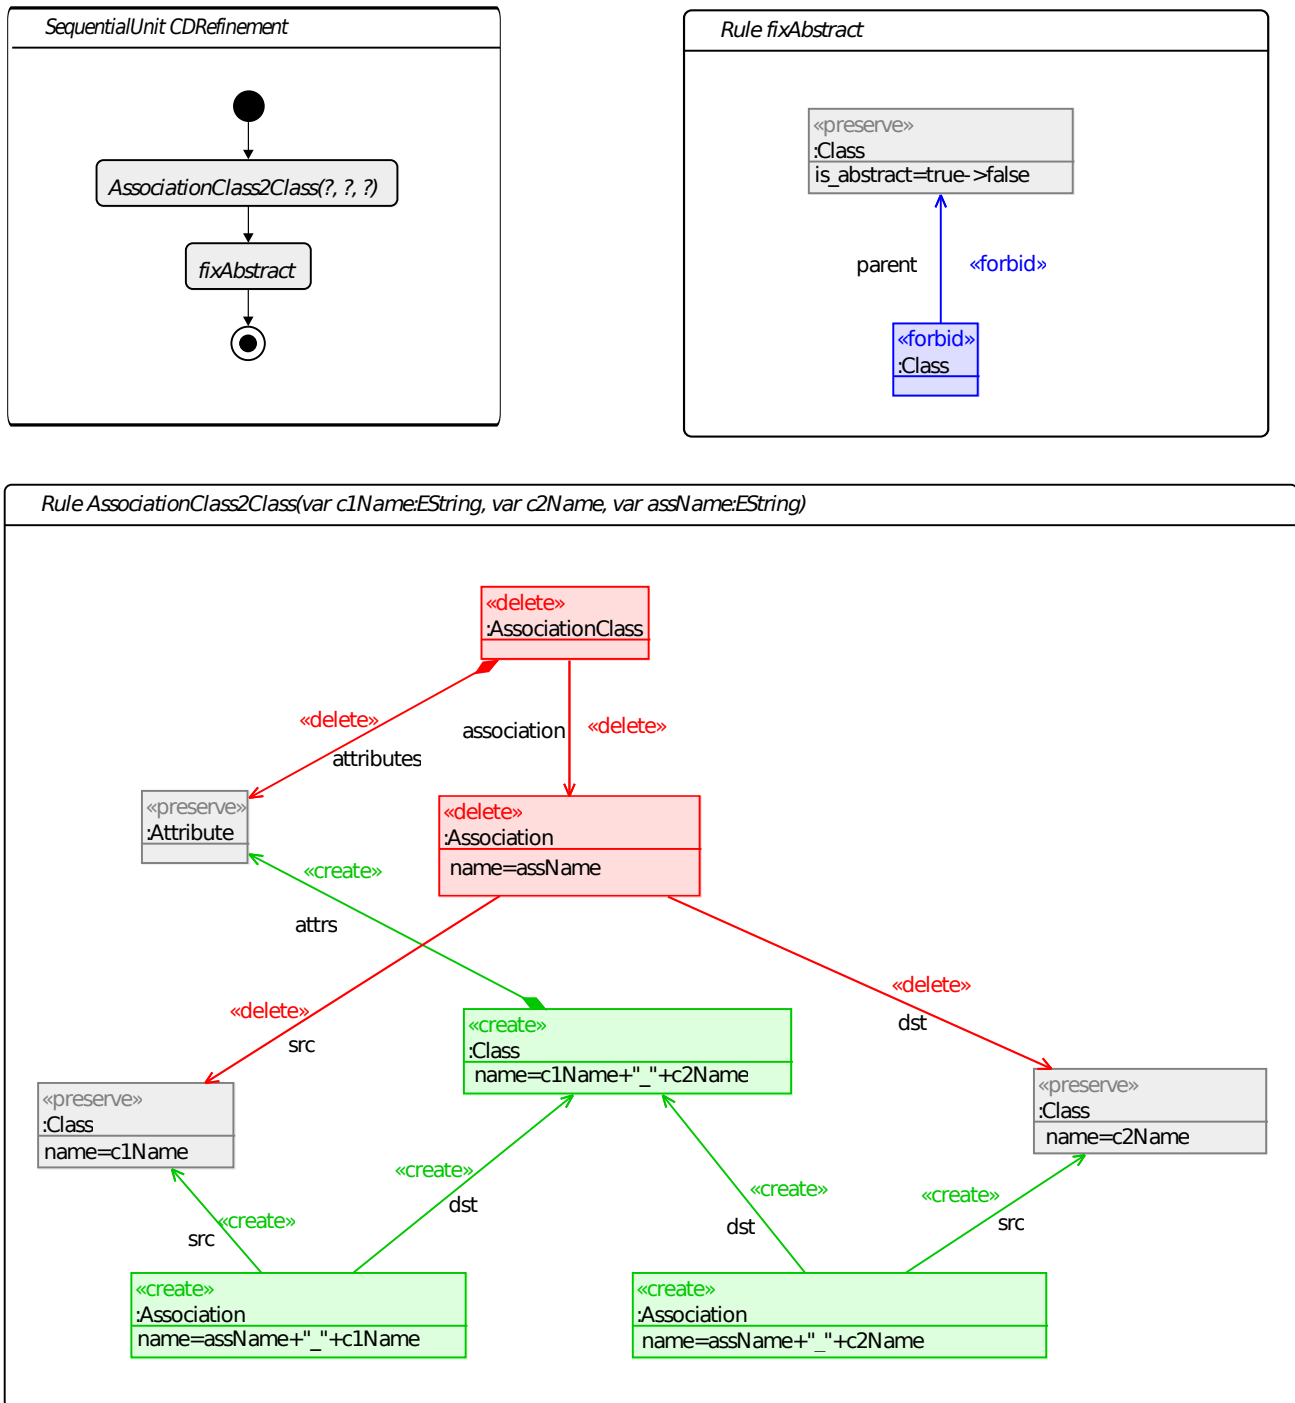 SequentialUnit CDRefinement
AssociationClass2Class(?, ?, ?)
fixAbstract
Rule fixAbstract
«preserve»
:Class
is_abstract=true->false
parent
«forbid»
«forbid»
:Class
Rule AssociationClass2Class(var c1Name:EString, var c2Name, var assName:EString)
«delete»
:AssociationClass
«delete»
attributes
association
«delete»
«preserve»
:Attribute
«delete»
:Association
name=assName
«create»
attrs
«delete»
src
«delete»
dst
«create»
:Class
name=c1Name+"_"+c2Name
«preserve»
:Class
name=c1Name
«preserve»
:Class
name=c2Name
«create»
src
«create»
dst
«create»
dst
«create»
src
«create»
:Association
name=assName+"_"+c1Name
«create»
:Association
name=assName+"_"+c2Name